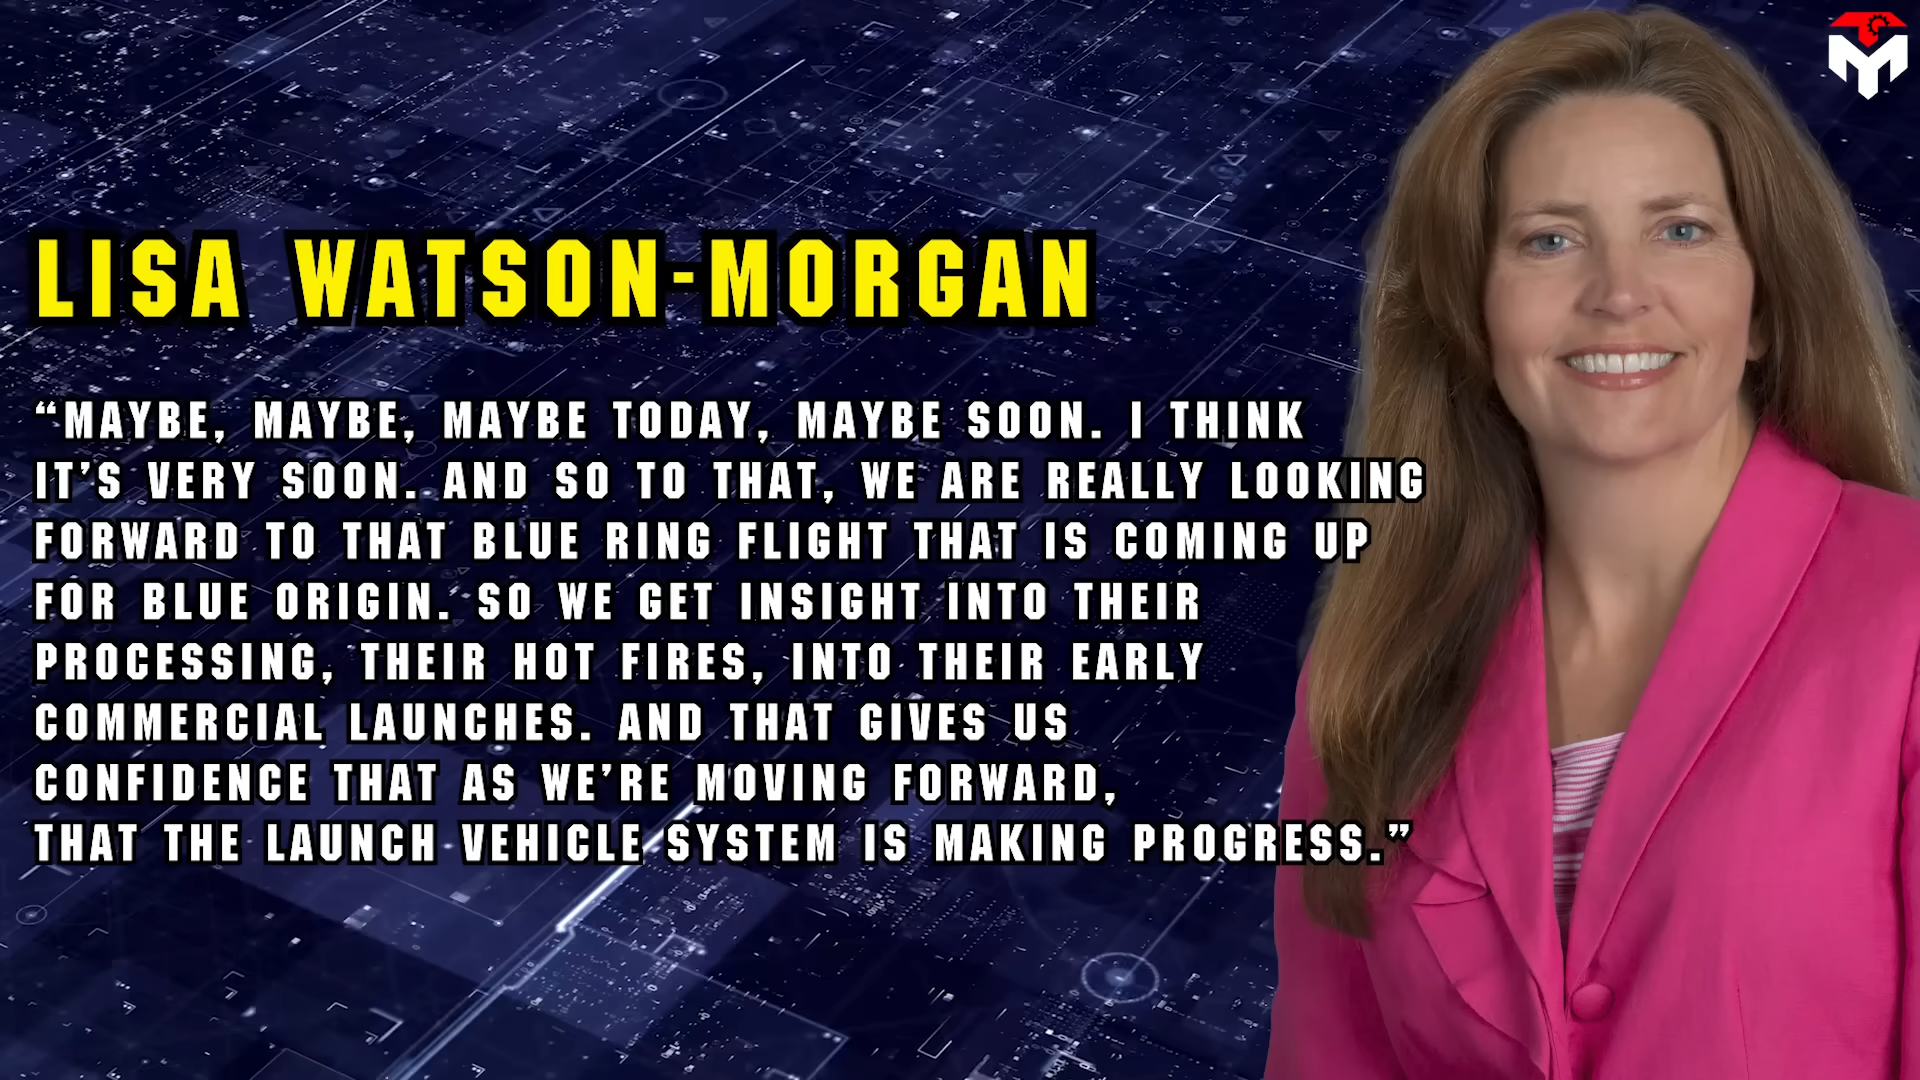 LISA WATSON-MORGAN
“MAYBE, MAYBE, MAYBE TODAY, MAYBE SOON. I THINK
IT’S VERY SOON. AND SO TO THAT, WE ARE REALLY LOOKING
FORWARD TO THAT BLUE RING FLIGHT THAT IS COMING UP
FOR BLUE ORIGIN. SO WE GET INSIGHT INTO THEIR
PROCESSING, THEIR HOT FIRES, INTO THEIR EARLY
COMMERCIAL LAUNCHES. AND THAT GIVES US
CONFIDENCE THAT AS WE’RE MOVING FORWARD,
THAT THE LAUNCH VEHICLE SYSTEM IS MAKING PROGRESS.”